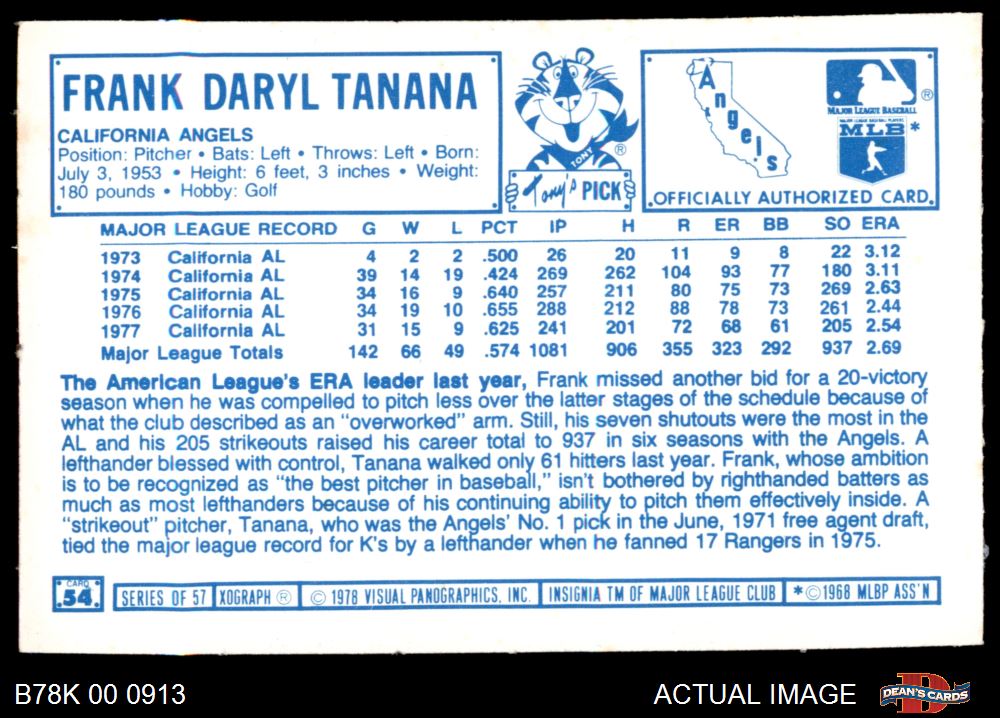 FRANK DARYL TANANA
CALIFORNIA ANGELS
Position: Pitcher • Bats: Left • Throws: Left • Born:
July 3, 1953 • Height: 6 feet, 3 inches • Weight:
180 pounds • Hobby: Golf
TONY ®
Tony's PICK
Angels
MAJOR LEAGUE BASEBALL ®
MAJOR LEAGUE BASEBALL PLAYERS
MLB *
OFFICIALLY AUTHORIZED CARD.
MAJOR LEAGUE RECORD G W L PCT IP H R ER BB SO ERA
1973 California AL 4 2 2 .500 26 20 11 9 8 22 3.12
1974 California AL 39 14 19 .424 269 262 104 93 77 180 3.11
1975 California AL 34 16 9 .640 257 211 80 75 73 269 2.63
1976 California AL 34 19 10 .655 288 212 88 78 73 261 2.44
1977 California AL 31 15 9 .625 241 201 72 68 61 205 2.54
Major League Totals 142 66 49 .574 1081 906 355 323 292 937 2.69
The American League's ERA leader last year, Frank missed another bid for a 20-victory
season when he was compelled to pitch less over the latter stages of the schedule because of
what the club described as an "overworked" arm. Still, his seven shutouts were the most in the
AL and his 205 strikeouts raised his career total to 937 in six seasons with the Angels. A
lefthander blessed with control, Tanana walked only 61 hitters last year. Frank, whose ambition
is to be recognized as "the best pitcher in baseball," isn't bothered by righthanded batters as
much as most lefthanders because of his continuing ability to pitch them effectively inside. A
"strikeout" pitcher, Tanana, who was the Angels' No. 1 pick in the June, 1971 free agent draft,
tied the major league record for K's by a lefthander when he fanned 17 Rangers in 1975.
CARD
54
SERIES OF 57 XOGRAPH ® © 1978 VISUAL PANOGRAPHICS, INC. INSIGNIA TM OF MAJOR LEAGUE CLUB *©1968 MLBP ASS'N
B78K 00 0913 ACTUAL IMAGE DEAN'S CARDS